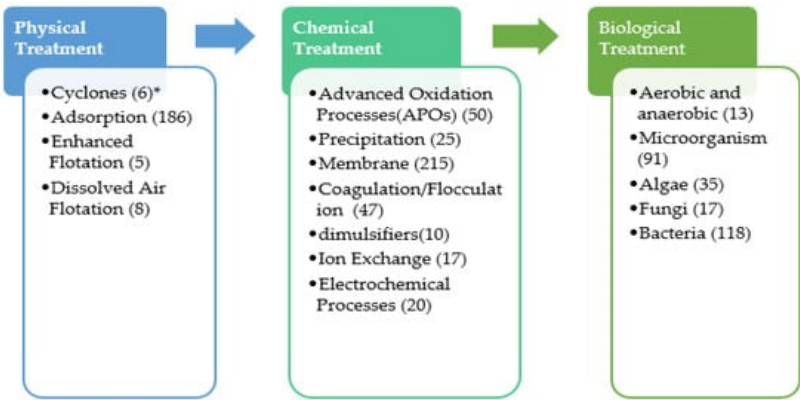 Physical
Treatment
•Cyclones (6)*
•Adsorption (186)
•Enhanced
Flotation (5)
•Dissolved Air
Flotation (8)
Chemical
Treatment
•Advanced Oxidation
Processes(APOs) (50)
•Precipitation (25)
•Membrane (215)
•Coagulation/Flocculat
ion (47)
•dimulsifiers(10)
•Ion Exchange (17)
•Electrochemical
Processes (20)
Biological
Treatment
•Aerobic and
anaerobic (13)
•Microorganism
(91)
•Algae (35)
•Fungi (17)
•Bacteria (118)